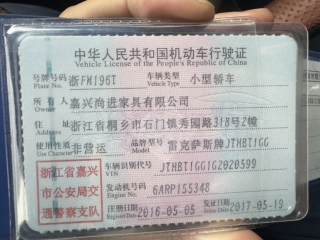 中华人民共和国机动车行驶证
Vehicle License of the People's Republic of China
号牌号码 浙FM196T 车辆类型 小型轿车
Plate No. Vehicle Type
所有人 嘉兴尚进家具有限公司
Owner
住址 浙江省桐乡市石门镇秀园路318号2幢
Address
使用性质 非营运 品牌型号 雷克萨斯牌JTHBT1GG
Use Character Model
浙江省嘉兴市公安局交通警察支队
车辆识别代号 JTHBT1GG1G2020599
VIN
发动机号码 6ARP155348
Engine No.
注册日期 2016-05-05 发证日期 2017-05-19
Register Date Issue Date